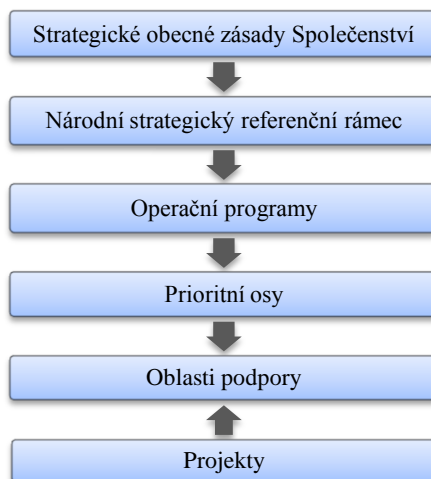 Strategické obecné zásady Společenství
Národní strategický referenční rámec
Operační programy
Prioritní osy
Oblasti podpory
Projekty